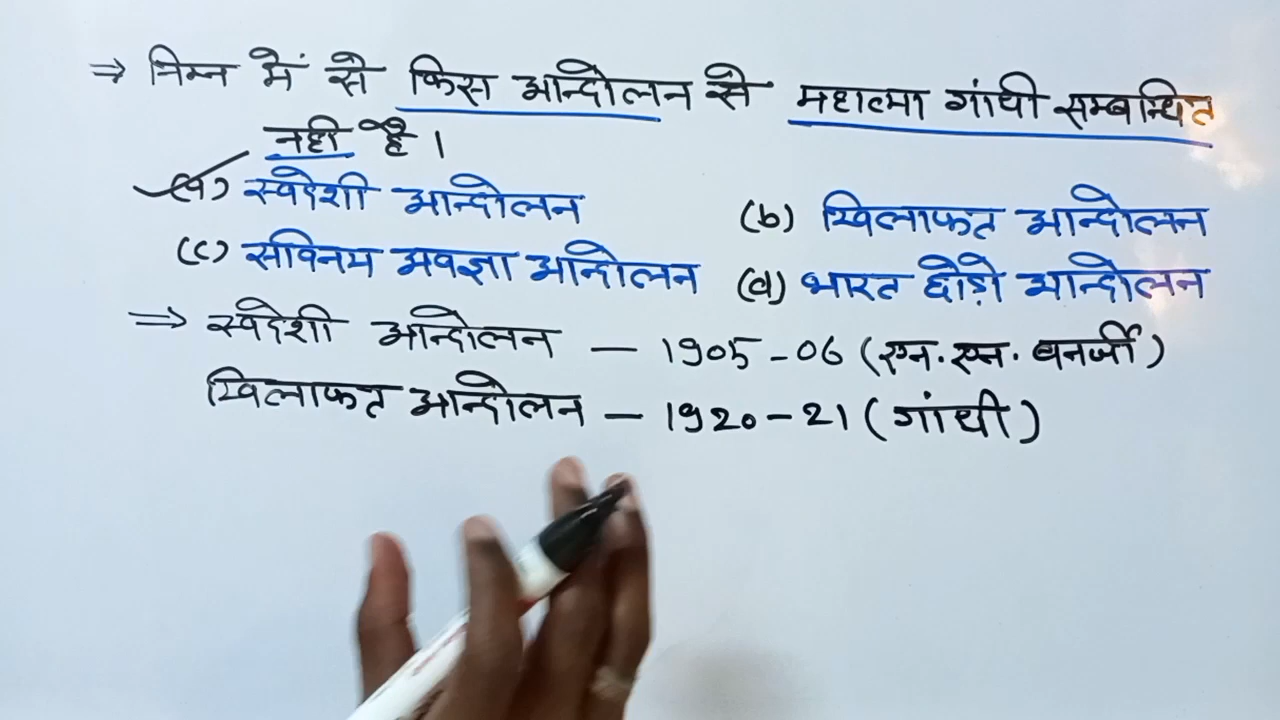 ⇒ निम्न में से किस आन्दोलन से महात्मा गांधी सम्बन्धित
नही है।
(a) स्वदेशी आन्दोलन (b) खिलाफत आन्दोलन
(c) सविनय अवज्ञा आन्दोलन (d) भारत छोड़ो आन्दोलन
⇒ स्वदेशी आन्दोलन — 1905-06 (एन.एन. बनर्जी)
खिलाफत आन्दोलन — 1920-21 (गांधी)